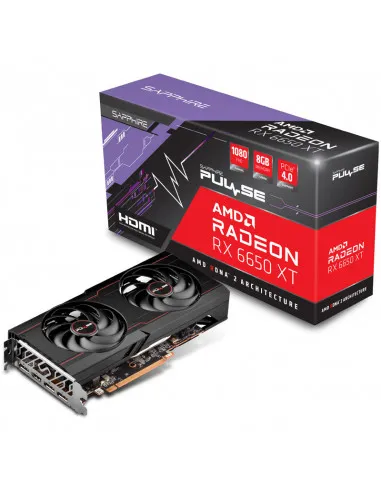 SAPPHIRE
1080
8GB
PCIe
4.0
SAPPHIRE
PULSE
AMD
RADEON
RX 6650 XT
AMD RDNA 2 ARCHITECTURE
HDMI
SAPPHIRE
PULSE
AMD
RADEON
RX 6650 XT